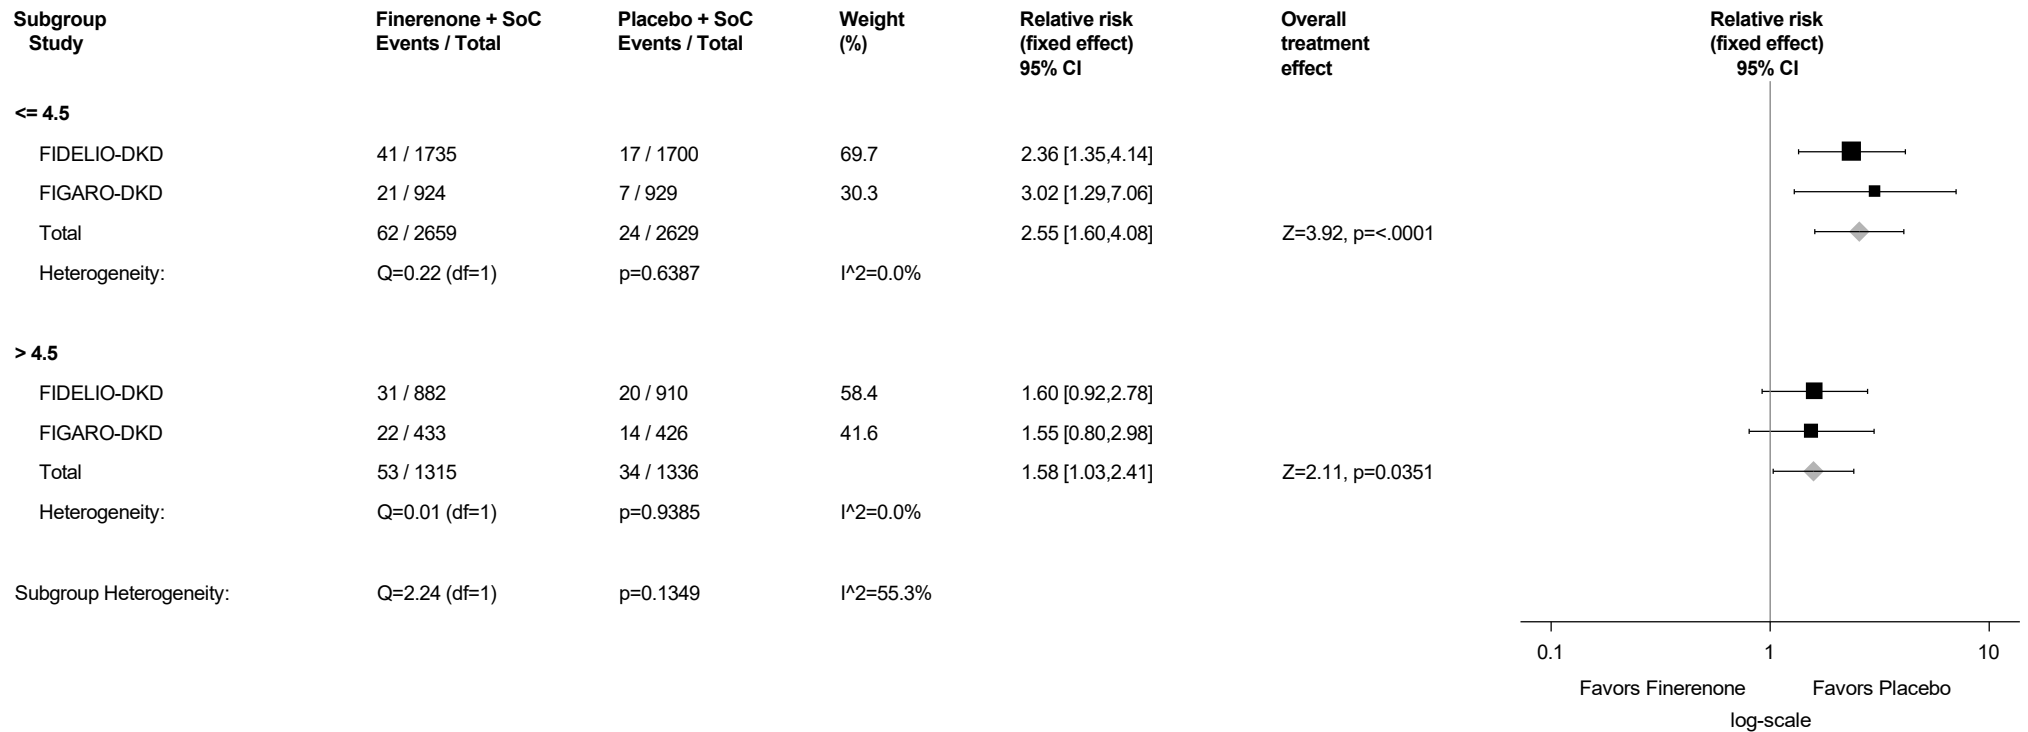 Subgroup Finerenone + SoC Placebo + SoC Weight Relative risk Overall Relative risk
Study Events / Total Events / Total (%) (fixed effect) treatment (fixed effect)
95% CI effect 95% CI
<= 4.5
FIDELIO-DKD 41 / 1735 17 / 1700 69.7 2.36 [1.35,4.14]
FIGARO-DKD 21 / 924 7 / 929 30.3 3.02 [1.29,7.06]
Total 62 / 2659 24 / 2629 2.55 [1.60,4.08] Z=3.92, p=<.0001
Heterogeneity: Q=0.22 (df=1) p=0.6387 I^2=0.0%
> 4.5
FIDELIO-DKD 31 / 882 20 / 910 58.4 1.60 [0.92,2.78]
FIGARO-DKD 22 / 433 14 / 426 41.6 1.55 [0.80,2.98]
Total 53 / 1315 34 / 1336 1.58 [1.03,2.41] Z=2.11, p=0.0351
Heterogeneity: Q=0.01 (df=1) p=0.9385 I^2=0.0%
Subgroup Heterogeneity: Q=2.24 (df=1) p=0.1349 I^2=55.3%
0.1 1 10
Favors Finerenone Favors Placebo
log-scale